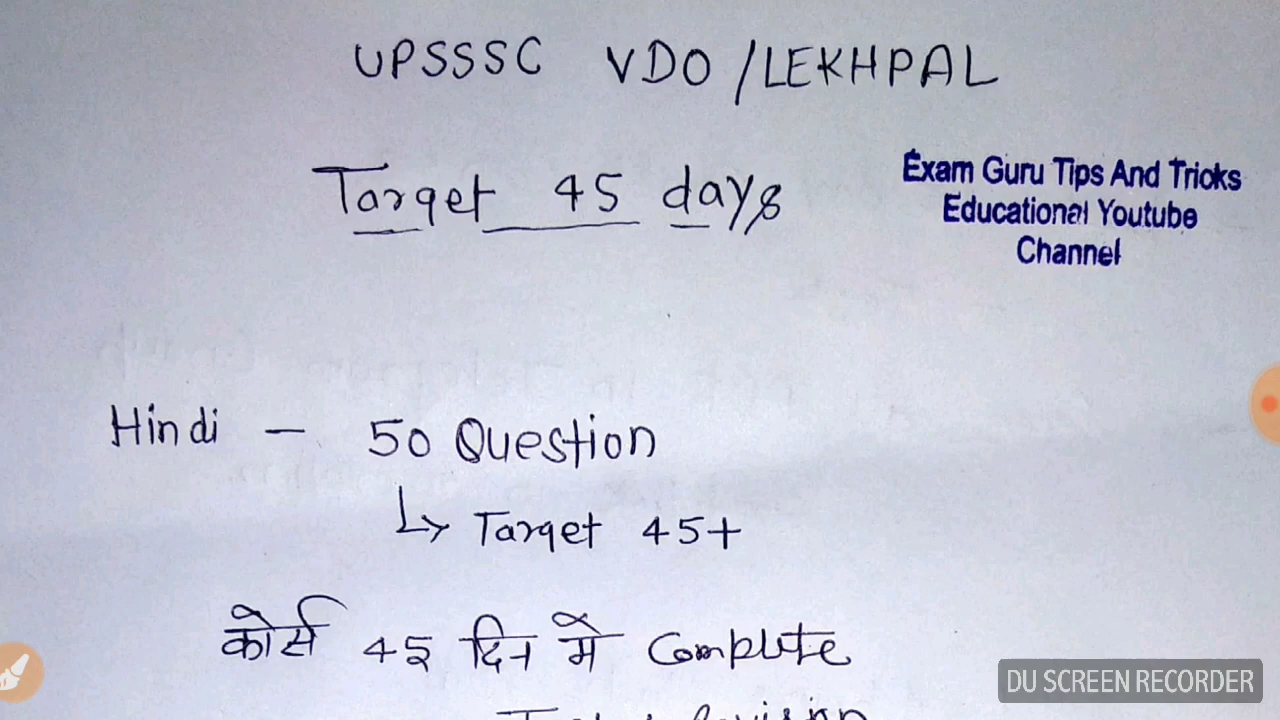 UPSSSC VDO /LEKHPAL
Target 45 days
Exam Guru Tips And Tricks
Educational Youtube
Channel
Hindi - 50 Question
↳ Target 45+
कोर्स 45 दिन मे Complete
Revision
DU SCREEN RECORDER